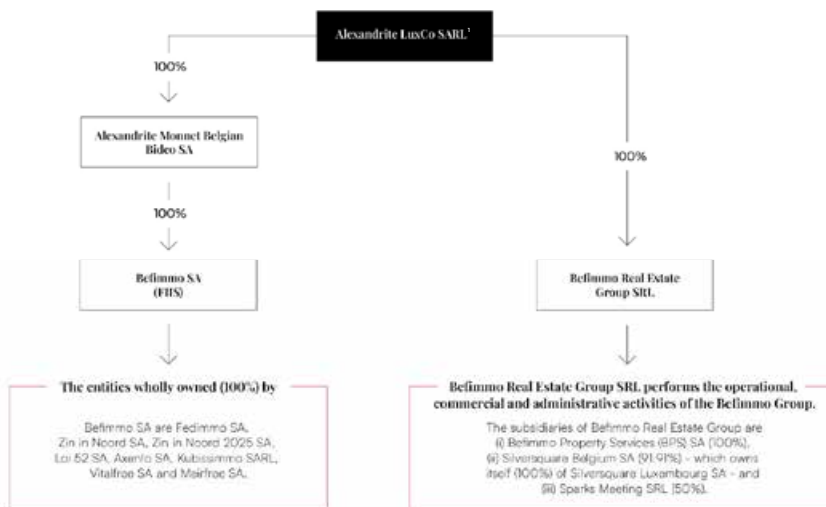 Alexandrite LuxCo SARL¹
100%
Alexandrite Monnet Belgian
Bidco SA
100%
100%
Befimmo SA
(FIIS)
Befimmo Real Estate
Group SRL
The entities wholly owned (100%) by
Befimmo SA are Fedimmo SA,
Zin in Noord SA, Zin in Noord 2025 SA,
Loi 52 SA, Axento SA, Kubissimmo SARL,
Vitalfree SA and Meirfree SA.
Befimmo Real Estate Group SRL performs the operational,
commercial and administrative activities of the Befimmo Group.
The subsidiaries of Befimmo Real Estate Group are
(i) Befimmo Property Services (BPS) SA (100%),
(ii) Silversquare Belgium SA (91.91%) - which owns
itself (100%) of Silversquare Luxembourg SA - and
(iii) Sparks Meeting SRL (50%).